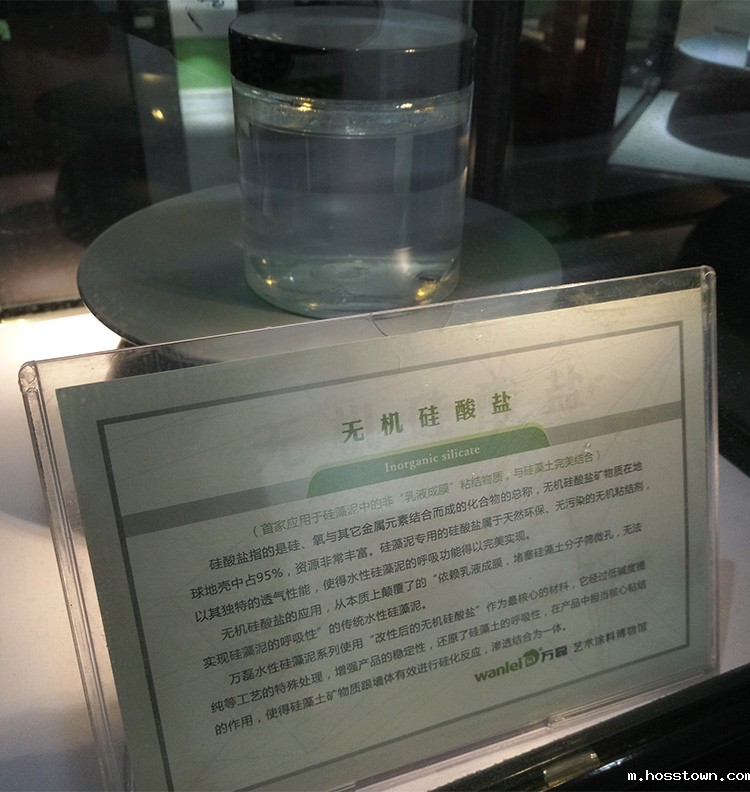 无机硅酸盐
Inorganic silicate
（首家应用于硅藻泥中的非“乳液成膜”粘结物质，与硅藻土完美结合）
硅酸盐指的是硅、氧与其它金属元素结合而成的化合物的总称，无机硅酸盐矿物质在地
球地壳中占95%，资源非常丰富。硅藻泥专用的硅酸盐属于天然环保、无污染的无机粘结剂，
以其独特的透气性能，使得水性硅藻泥的呼吸功能得以完美实现。
无机硅酸盐的应用，从本质上颠覆了的“依赖乳液成膜，堵塞硅藻土分子筛微孔，无法
实现硅藻泥的呼吸性”的传统水性硅藻泥。
万磊水性硅藻泥系列使用“改性后的无机硅酸盐”作为最核心的材料，它经过低碱度提
纯等工艺的特殊处理，增强产品的稳定性，还原了硅藻土的呼吸性，在产品中担当核心粘结
的作用，使得硅藻土矿物质跟墙体有效进行硅化反应，渗透结合为一体。
wanlei 万磊 艺术涂料博物馆
m.hosstown.com